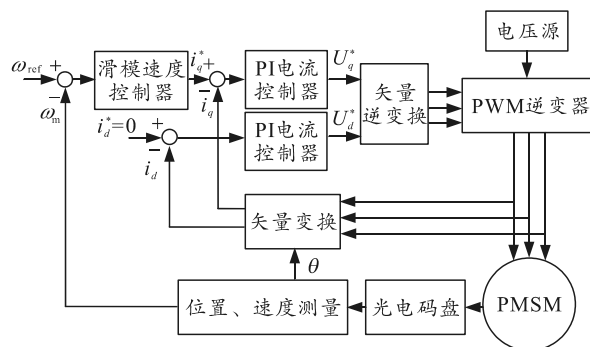 电压源
ω_ref
+
−
ω_m
滑模速度
控制器
i_q^*
+
−
i_q
PI电流
控制器
U_q^*
矢量
逆变换
PWM逆变器
i_d^*=0
+
−
i_d
PI电流
控制器
U_d^*
矢量变换
θ
位置、速度测量
光电码盘
PMSM